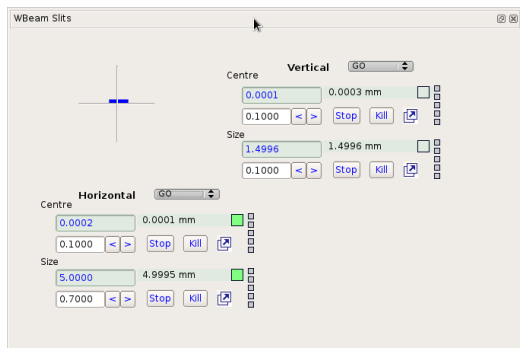 WBeam Slits
Vertical GO
Centre
0.0001 0.0003 mm
0.1000 < > Stop Kill
Size
1.4996 1.4996 mm
0.1000 < > Stop Kill
Horizontal GO
Centre
0.0002 0.0001 mm
0.1000 < > Stop Kill
Size
5.0000 4.9995 mm
0.7000 < > Stop Kill